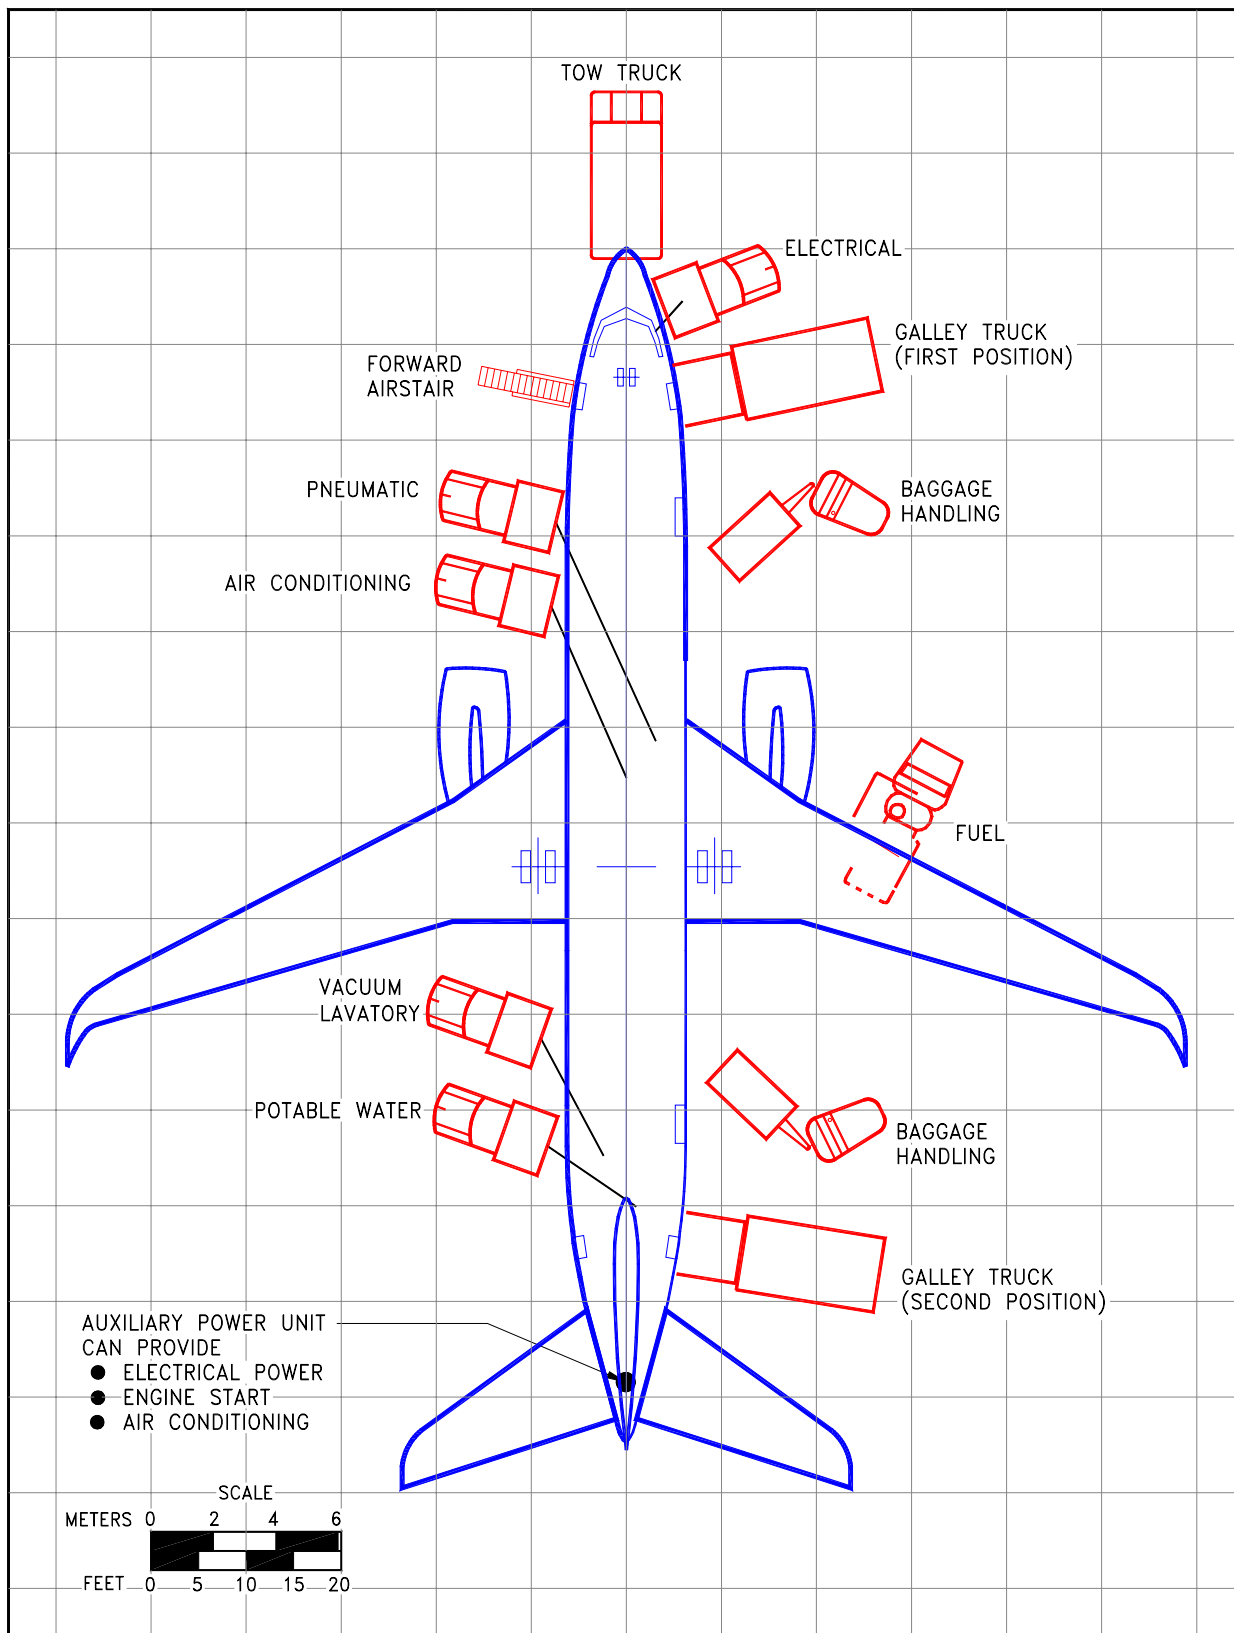 TOW TRUCK
ELECTRICAL
GALLEY TRUCK
(FIRST POSITION)
FORWARD
AIRSTAIR
PNEUMATIC
BAGGAGE
HANDLING
AIR CONDITIONING
FUEL
VACUUM
LAVATORY
POTABLE WATER
BAGGAGE
HANDLING
GALLEY TRUCK
(SECOND POSITION)
AUXILIARY POWER UNIT
CAN PROVIDE
● ELECTRICAL POWER
● ENGINE START
● AIR CONDITIONING
SCALE
METERS 0 2 4 6
FEET 0 5 10 15 20